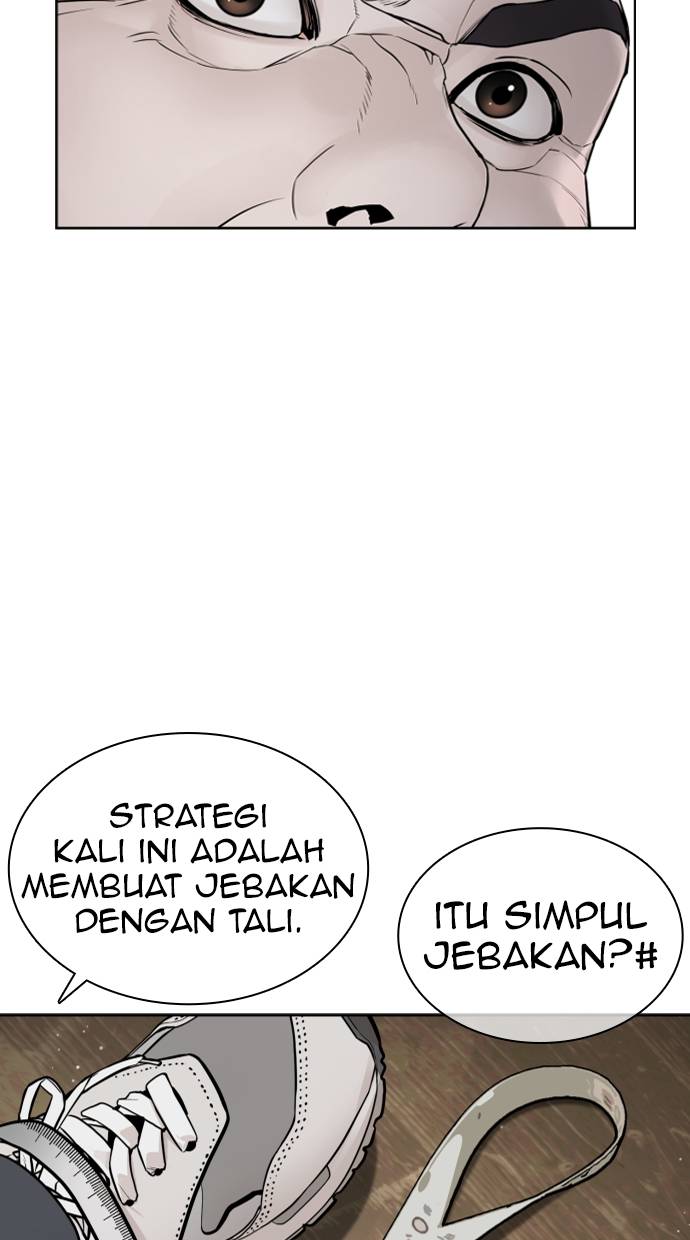 STRATEGI
KALI INI ADALAH
MEMBUAT JEBAKAN
DENGAN TALI.
ITU SIMPUL
JEBAKAN?#